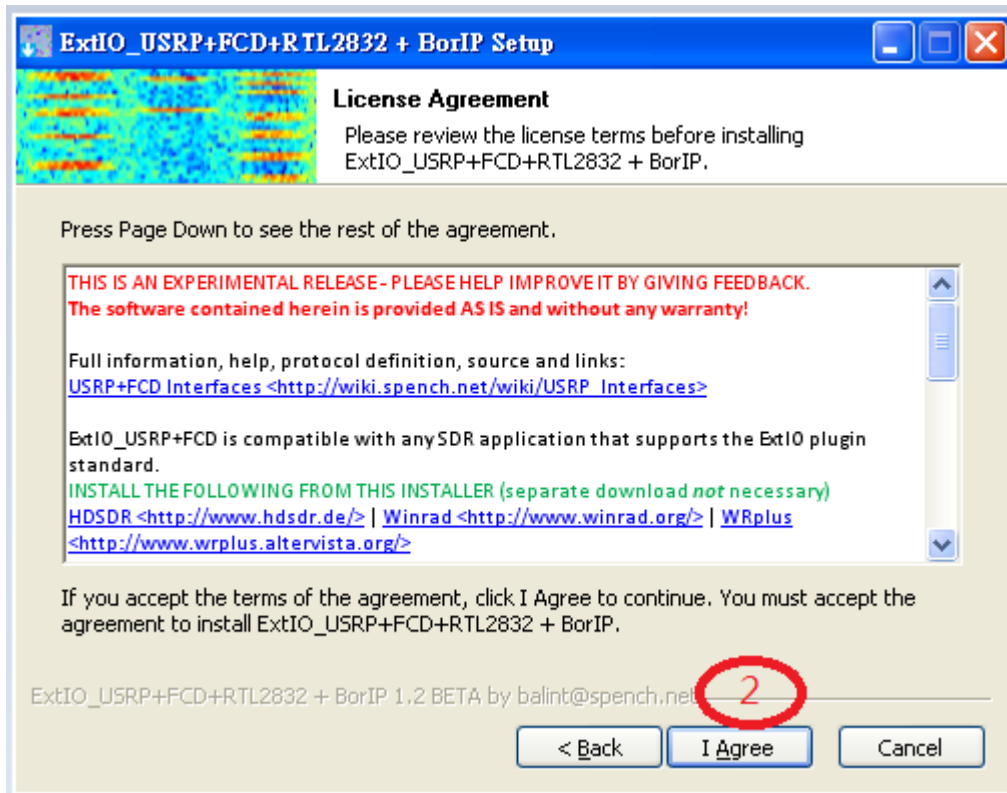 ExtIO_USRP+FCD+RTL2832 + BorIP Setup
License Agreement
Please review the license terms before installing
ExtIO_USRP+FCD+RTL2832 + BorIP.
Press Page Down to see the rest of the agreement.
THIS IS AN EXPERIMENTAL RELEASE - PLEASE HELP IMPROVE IT BY GIVING FEEDBACK.
The software contained herein is provided AS IS and without any warranty!
Full information, help, protocol definition, source and links:
USRP+FCD Interfaces <http://wiki.spench.net/wiki/USRP_Interfaces>
ExtIO_USRP+FCD is compatible with any SDR application that supports the ExtIO plugin
standard.
INSTALL THE FOLLOWING FROM THIS INSTALLER (separate download not necessary)
HDSDR <http://www.hdsdr.de/> | Winrad <http://www.winrad.org/> | WRplus
<http://www.wrplus.altervista.org/>
If you accept the terms of the agreement, click I Agree to continue. You must accept the
agreement to install ExtIO_USRP+FCD+RTL2832 + BorIP.
ExtIO_USRP+FCD+RTL2832 + BorIP 1.2 BETA by balint@spench.net
2
< Back
I Agree
Cancel